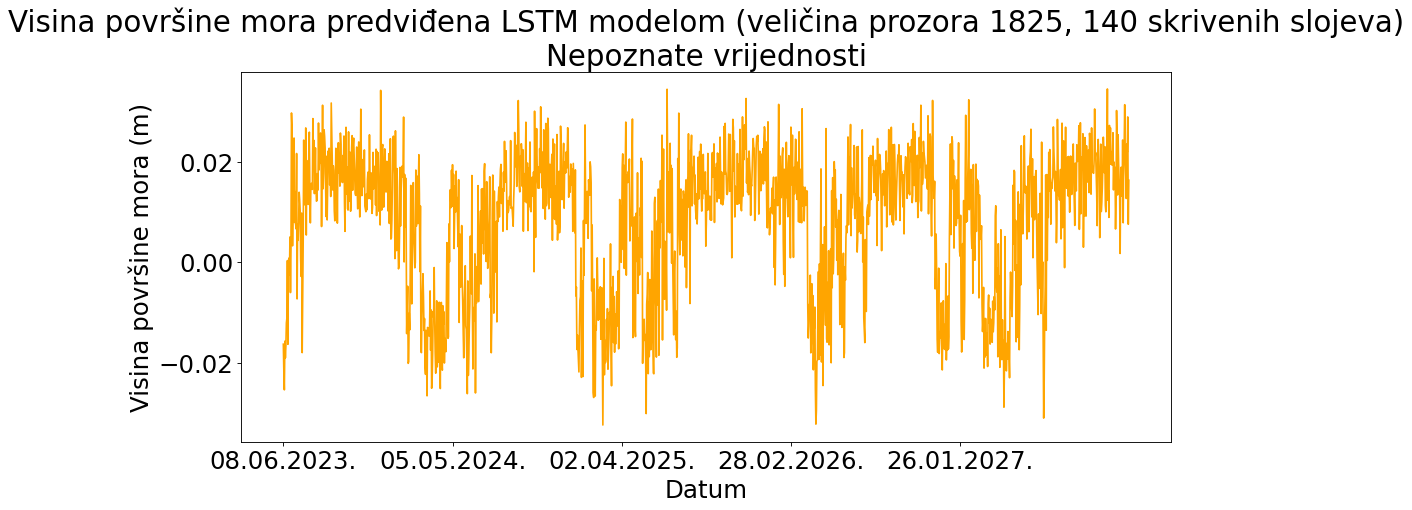 Visina površine mora predviđena LSTM modelom (veličina prozora 1825, 140 skrivenih slojeva)
Nepoznate vrijednosti
Visina površine mora (m)
0.02
0.00
−0.02
08.06.2023. 05.05.2024. 02.04.2025. 28.02.2026. 26.01.2027.
Datum